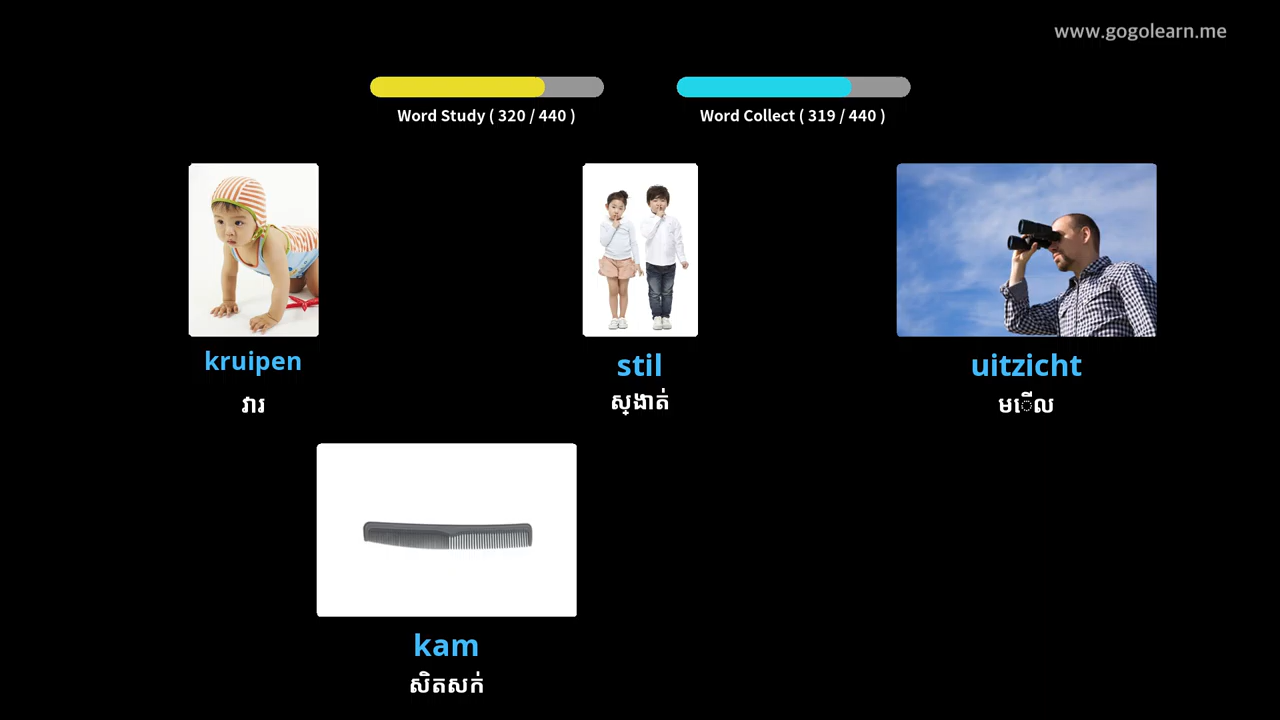 www.gogolearn.me
Word Study ( 320 / 440 )
Word Collect ( 319 / 440 )
kruipen
វារ
stil
ស្ងាត់
uitzicht
មើល
kam
សិតសក់